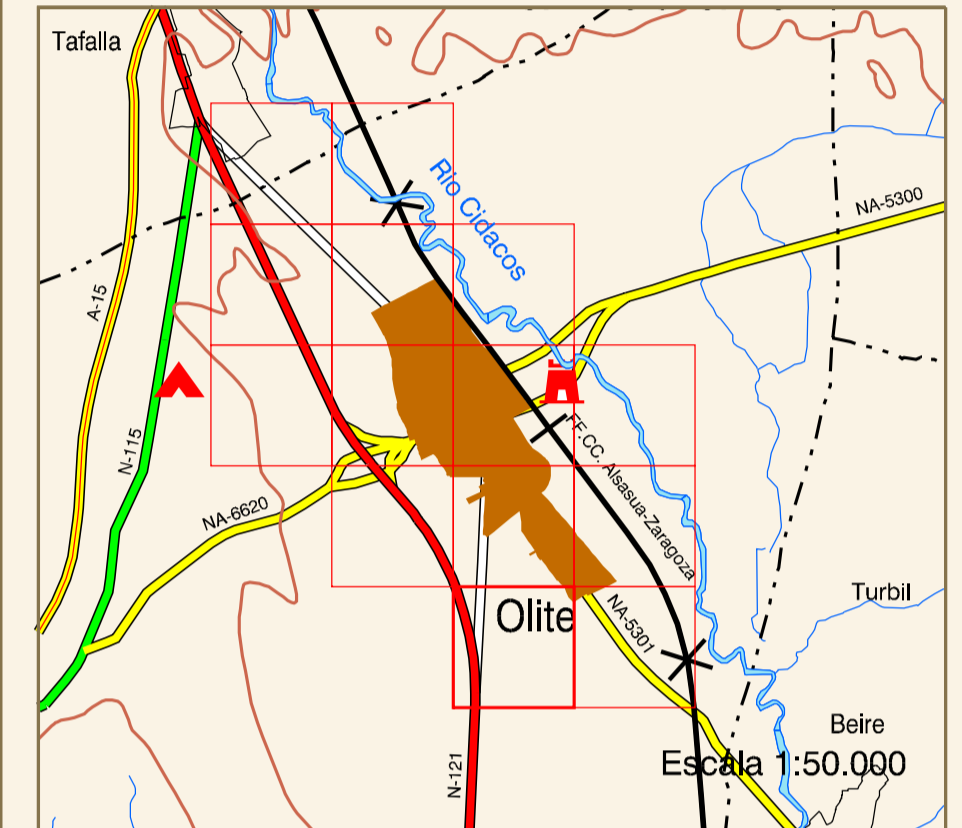 Tafalla
Rio Cidacos
NA-5300
A-15
N-115
FF.CC. Alsasua-Zaragoza
NA-6620
Turbil
Olite
NA-5301
Beire
Escala 1:50.000
N-121